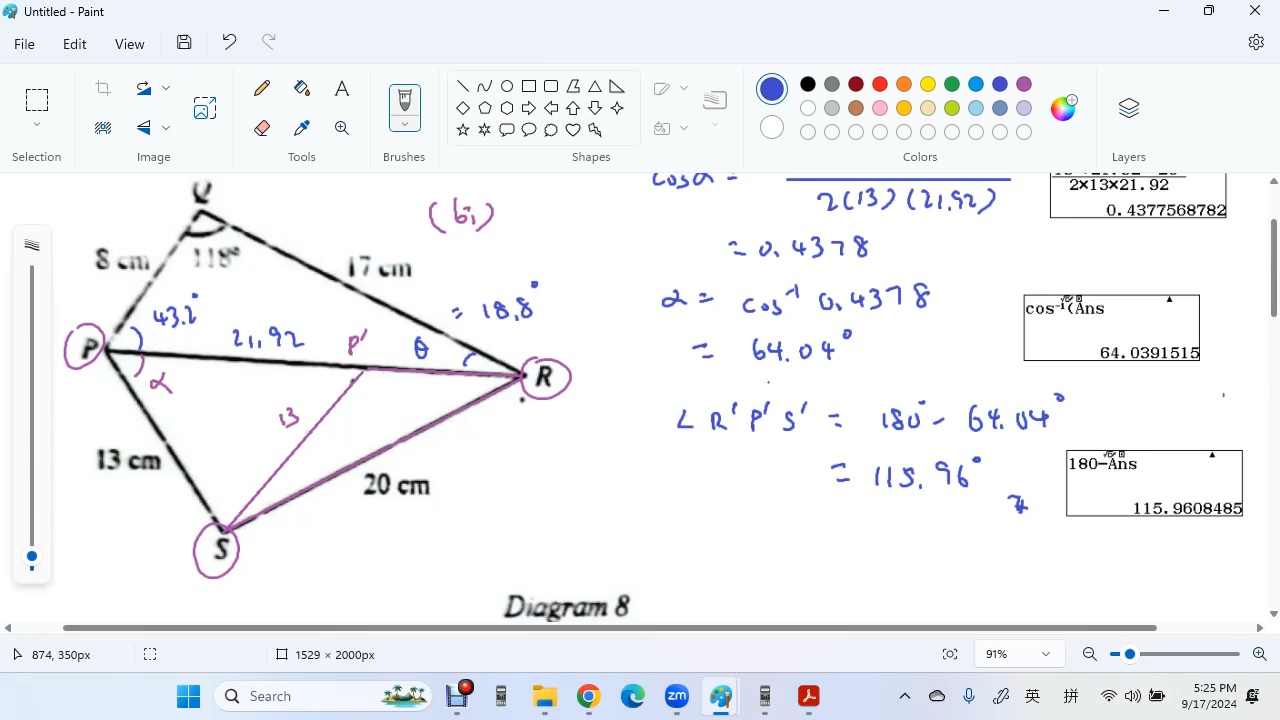 Untitled - Paint
File Edit View
A
Selection Image Tools Brushes Shapes Colors Layers
Q
(bi)
8 cm
118°
17 cm
43.2°
= 18.8°
P
21.92
P'
θ
R
α
13
13 cm
20 cm
S
Diagram 8
cosα =
2(13)(21.92)
= 0.4378
α = cos⁻¹ 0.4378
= 64.04°
∠ R'P'S' = 180° - 64.04°
= 115.96°
2×13×21.92
0.4377568782
cos⁻¹(Ans
64.0391515
180-Ans
115.9608485
874, 350px
1529 × 2000px
91%
Search
13
zm
英
拼
5:25 PM
9/17/2024